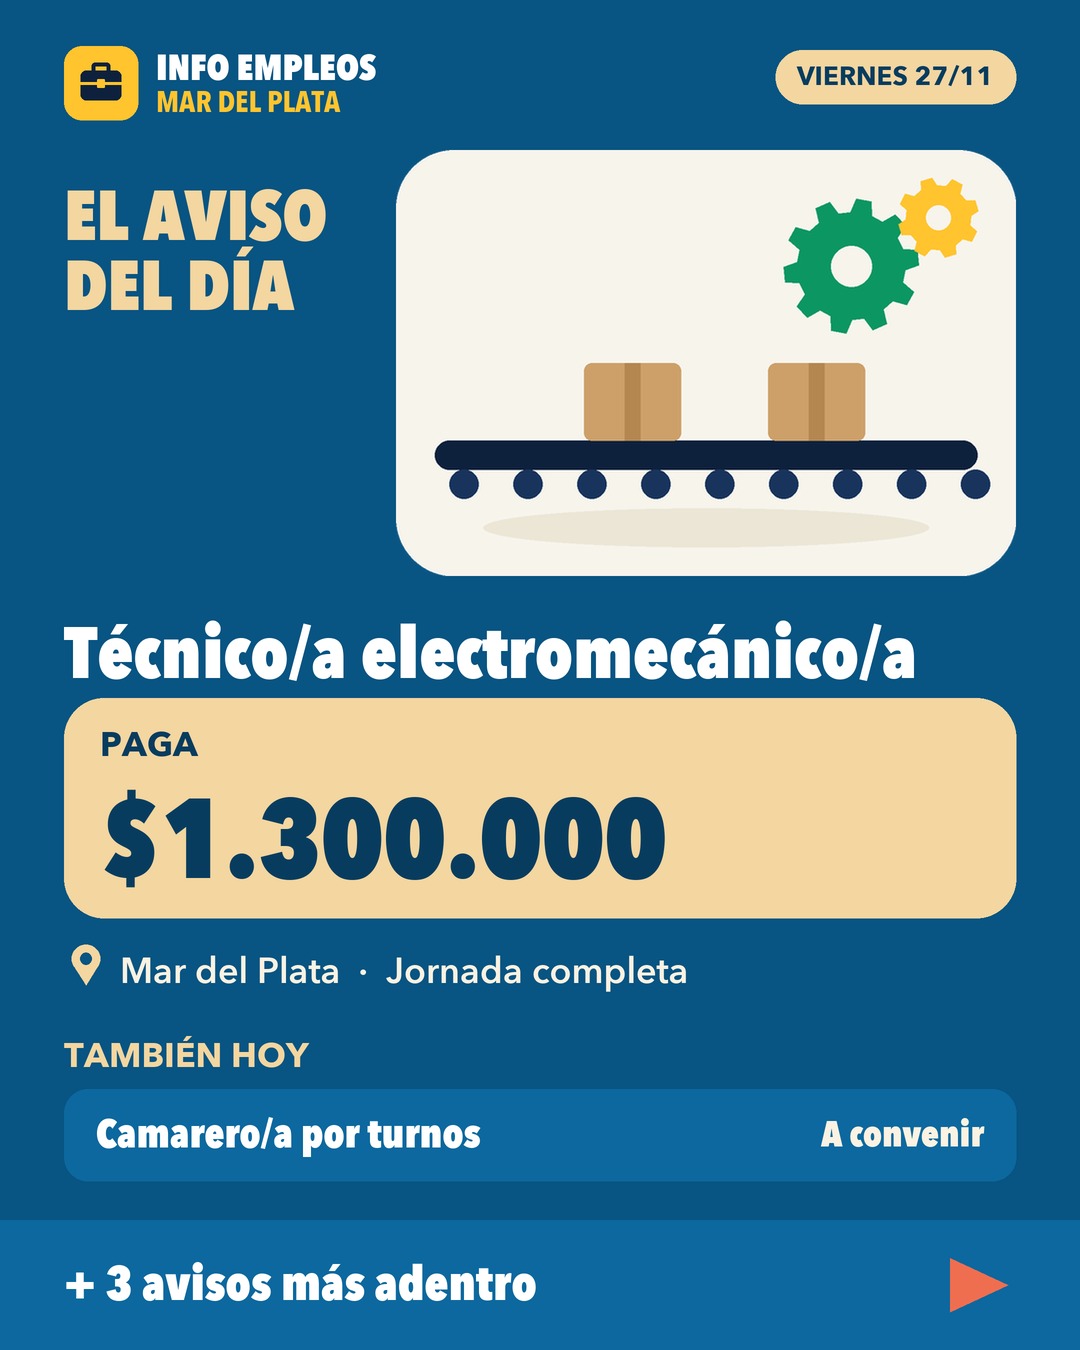 INFO EMPLEOS
MAR DEL PLATA
VIERNES 27/11
EL AVISO
DEL DÍA
Técnico/a electromecánico/a
PAGA
$1.300.000
Mar del Plata · Jornada completa
TAMBIÉN HOY
Camarero/a por turnos
A convenir
+ 3 avisos más adentro